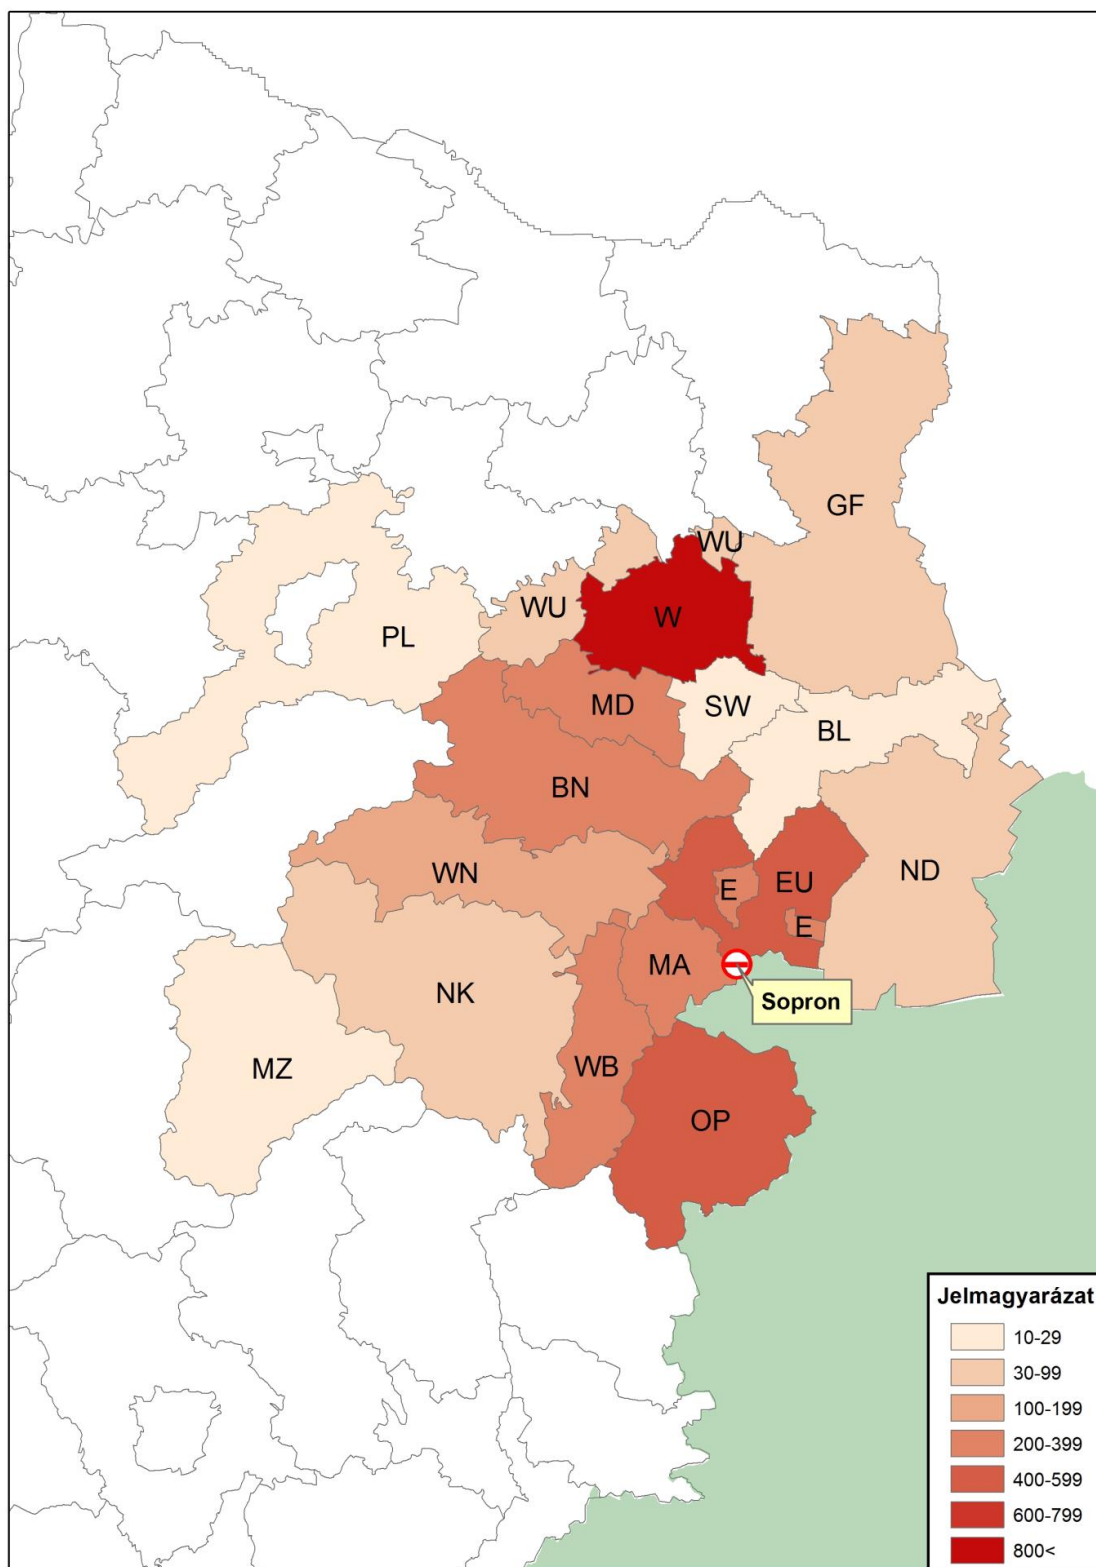 GF
WU
WU
W
PL
MD
SW
BL
BN
WN
E
EU
ND
E
MA
NK
Sopron
MZ
WB
OP
Jelmagyarázat
10-29
30-99
100-199
200-399
400-599
600-799
800<